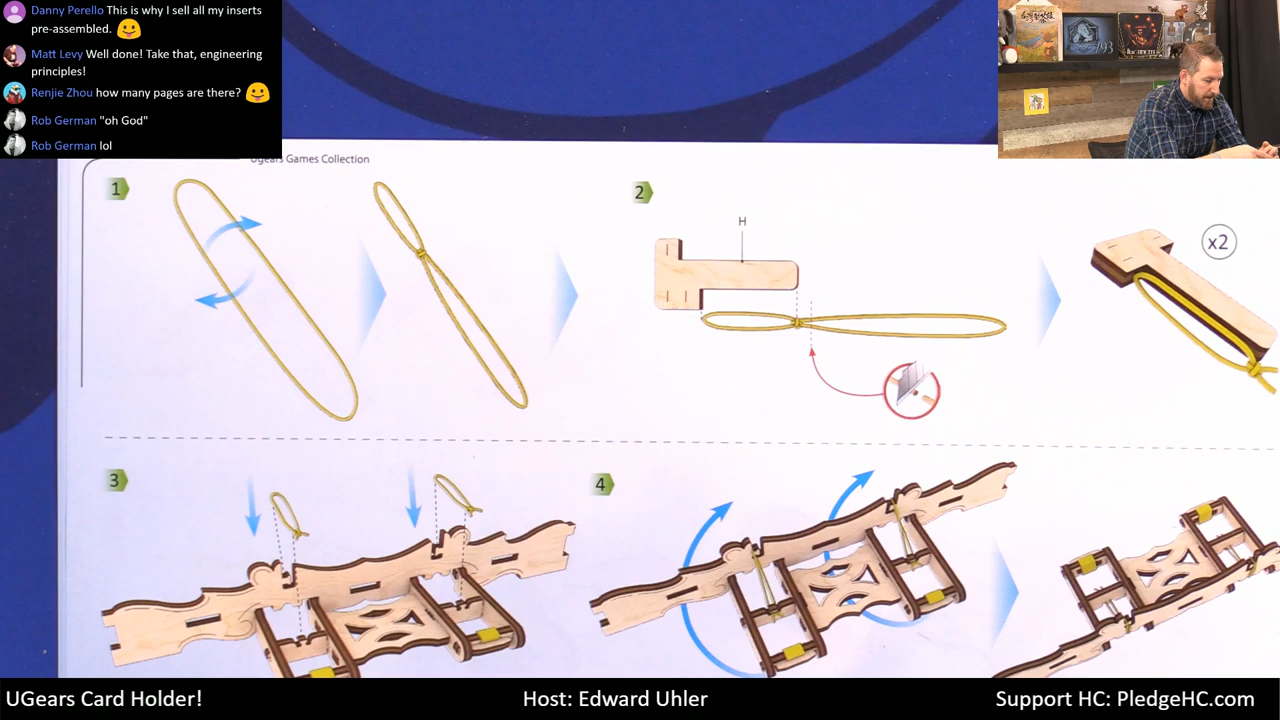 Danny Perello This is why I sell all my inserts
pre-assembled.
Matt Levy Well done! Take that, engineering
principles!
Renjie Zhou how many pages are there?
Rob German "oh God"
Rob German lol
/93
Ugears Games Collection
1
2
H
x2
3
4
UGears Card Holder!
Host: Edward Uhler
Support HC: PledgeHC.com